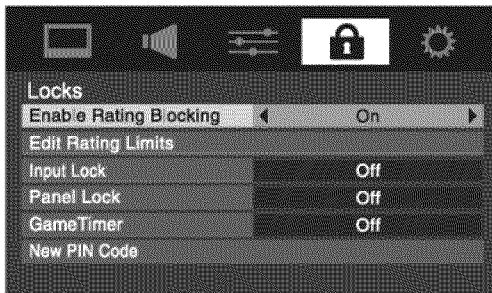 Locks
Enable Rating Blocking On
Edit Rating Limits
Input Lock Off
Panel Lock Off
GameTimer Off
New PIN Code